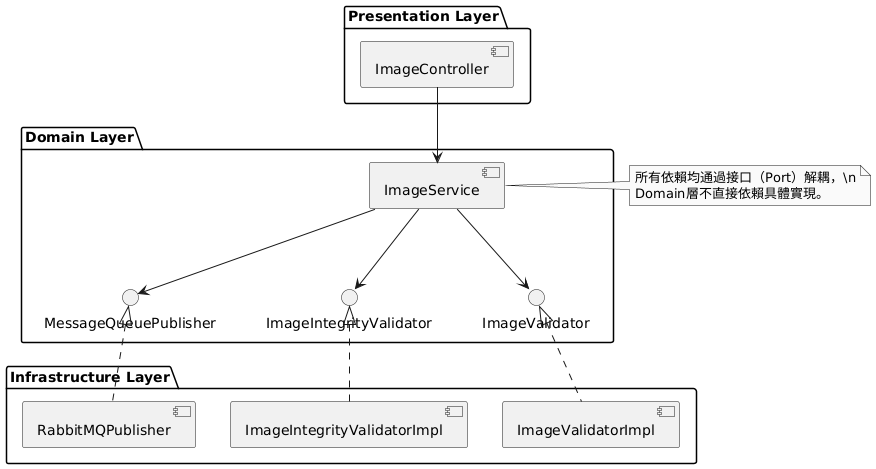 Presentation Layer
ImageController
Domain Layer
ImageService
所有依賴均通過接口（Port）解耦，\n
Domain層不直接依賴具體實現。
MessageQueuePublisher
ImageIntegrityValidator
ImageValidator
Infrastructure Layer
RabbitMQPublisher
ImageIntegrityValidatorImpl
ImageValidatorImpl